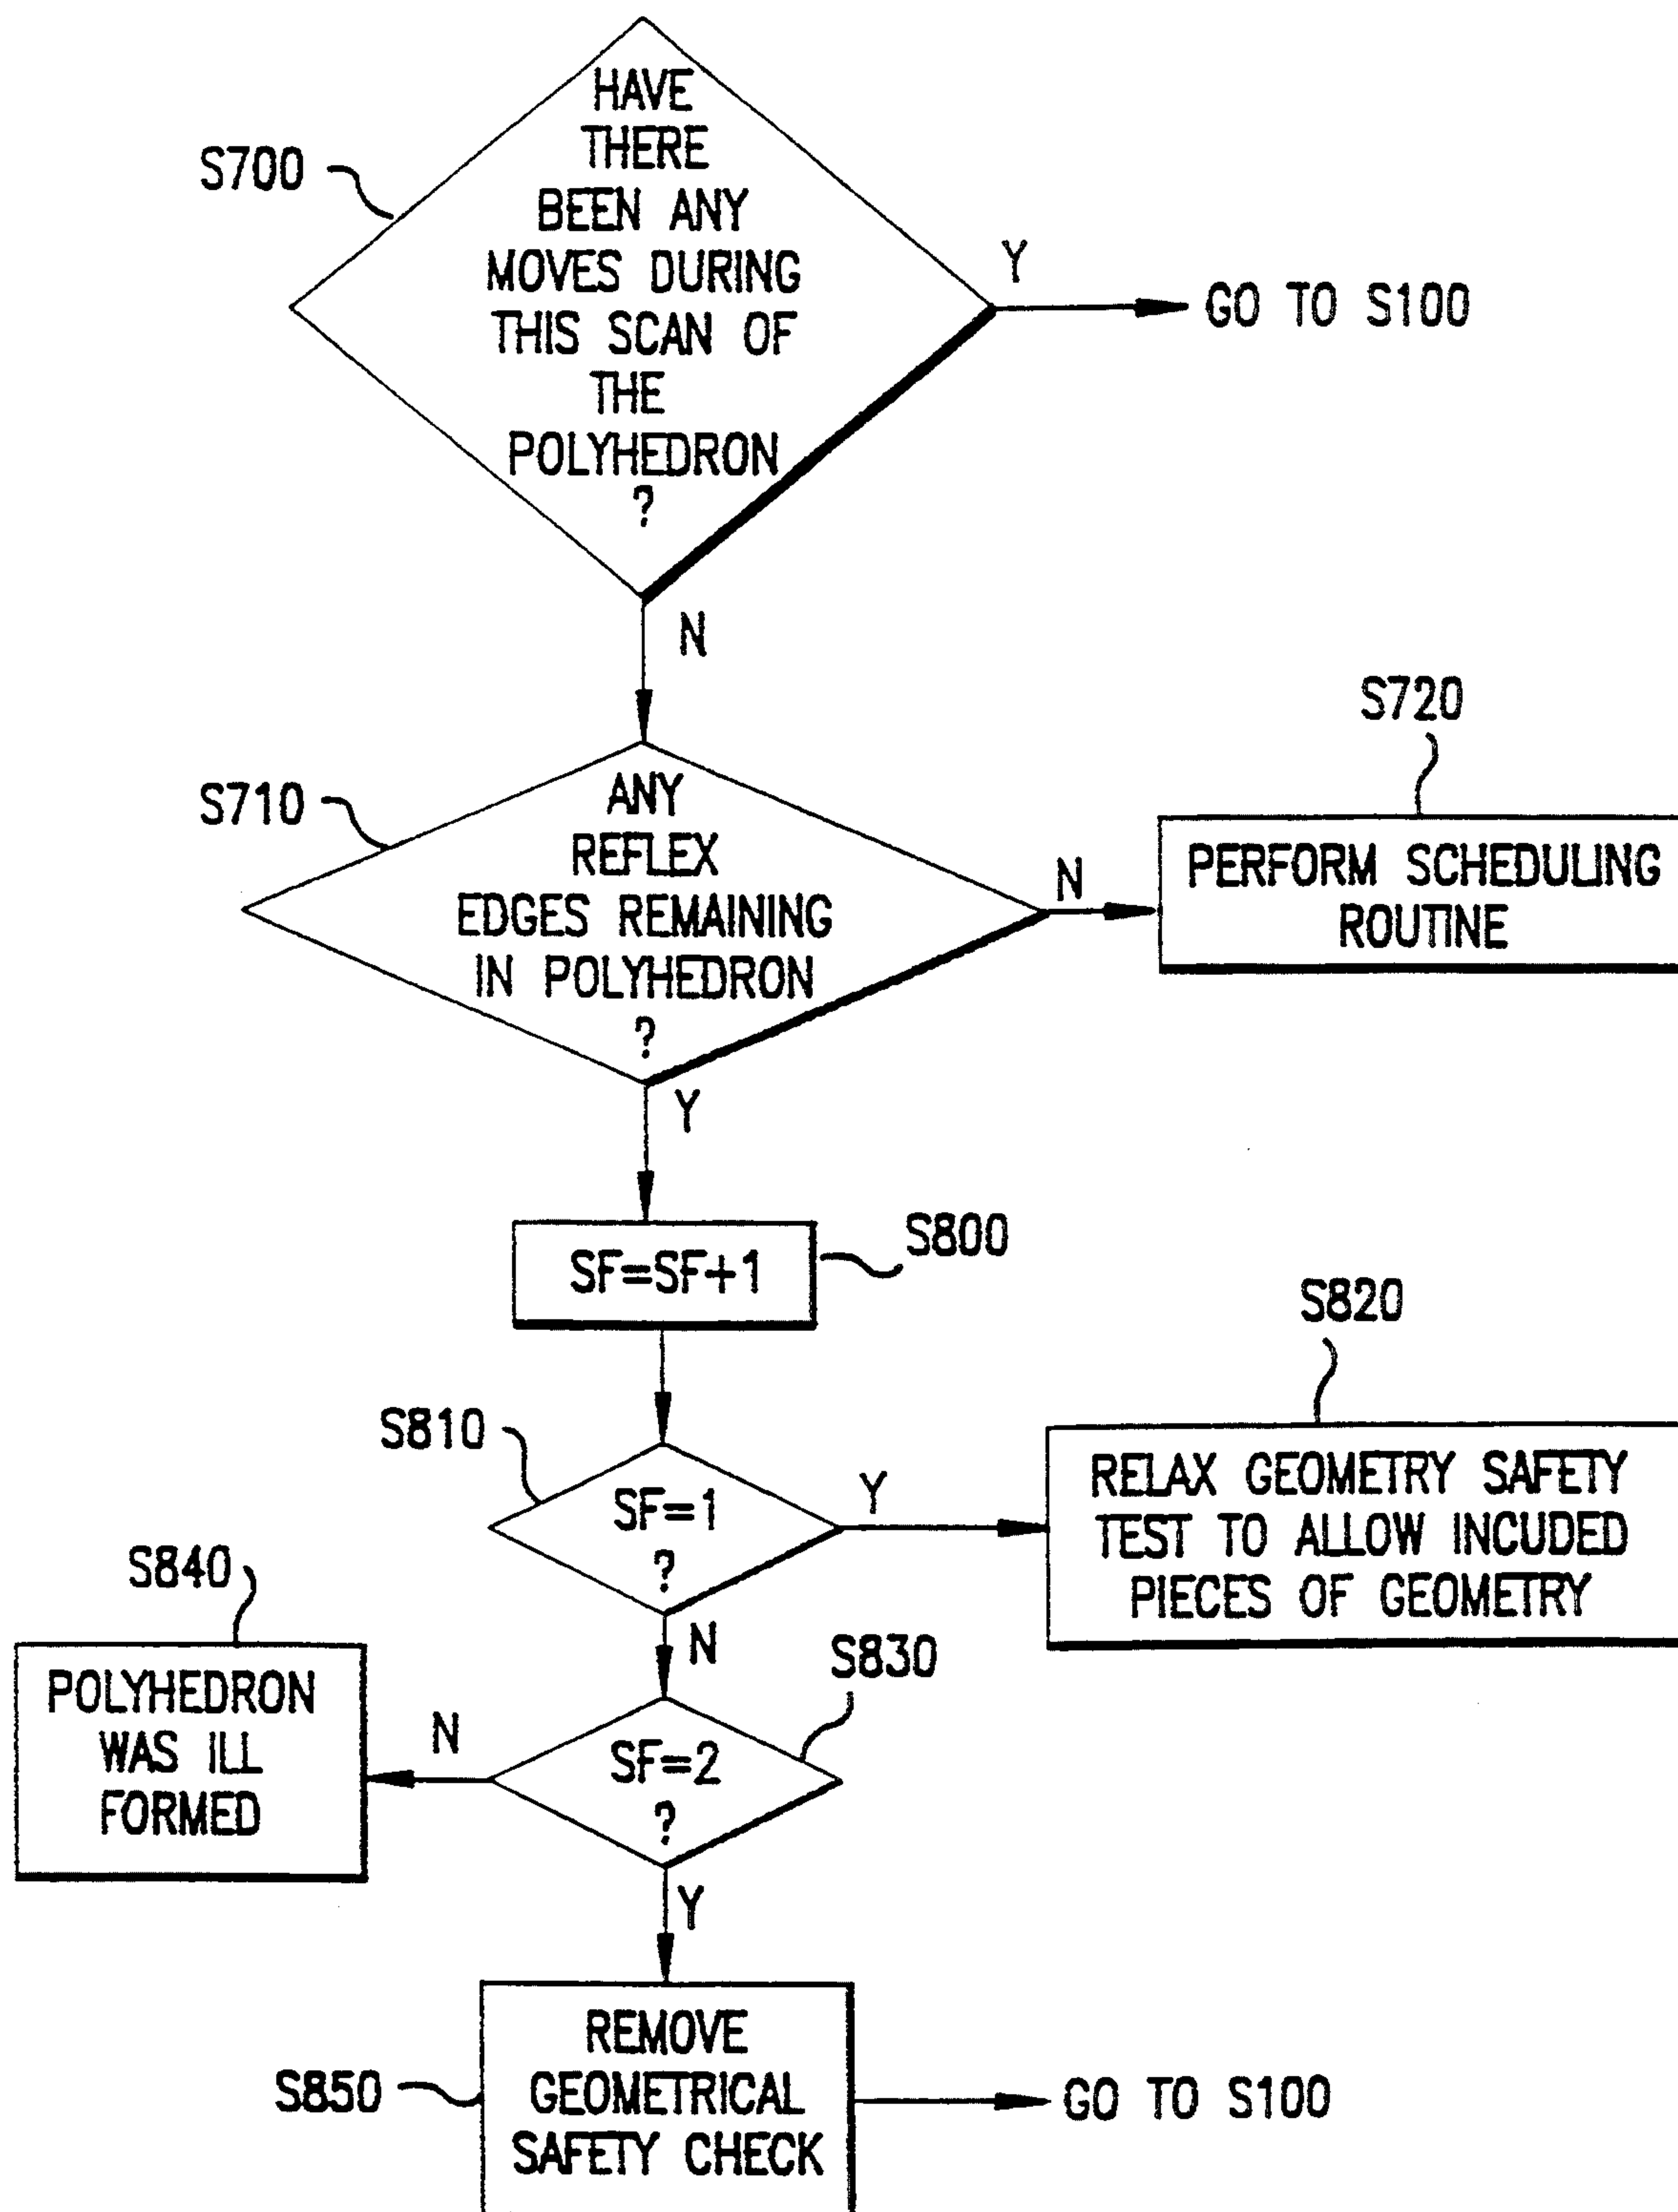 HAVE
THERE
BEEN ANY
MOVES DURING
THIS SCAN OF
THE
POLYHEDRON
?
S700
Y
GO TO S100
N
S710
ANY
REFLEX
EDGES REMAINING
IN POLYHEDRON
?
N
S720
PERFORM SCHEDULING
ROUTINE
Y
SF=SF+1
S800
S810
SF=1
?
Y
S820
RELAX GEOMETRY SAFETY
TEST TO ALLOW INCUDED
PIECES OF GEOMETRY
N
S830
SF=2
?
N
S840
POLYHEDRON
WAS ILL
FORMED
Y
S850
REMOVE
GEOMETRICAL
SAFETY CHECK
GO TO S100